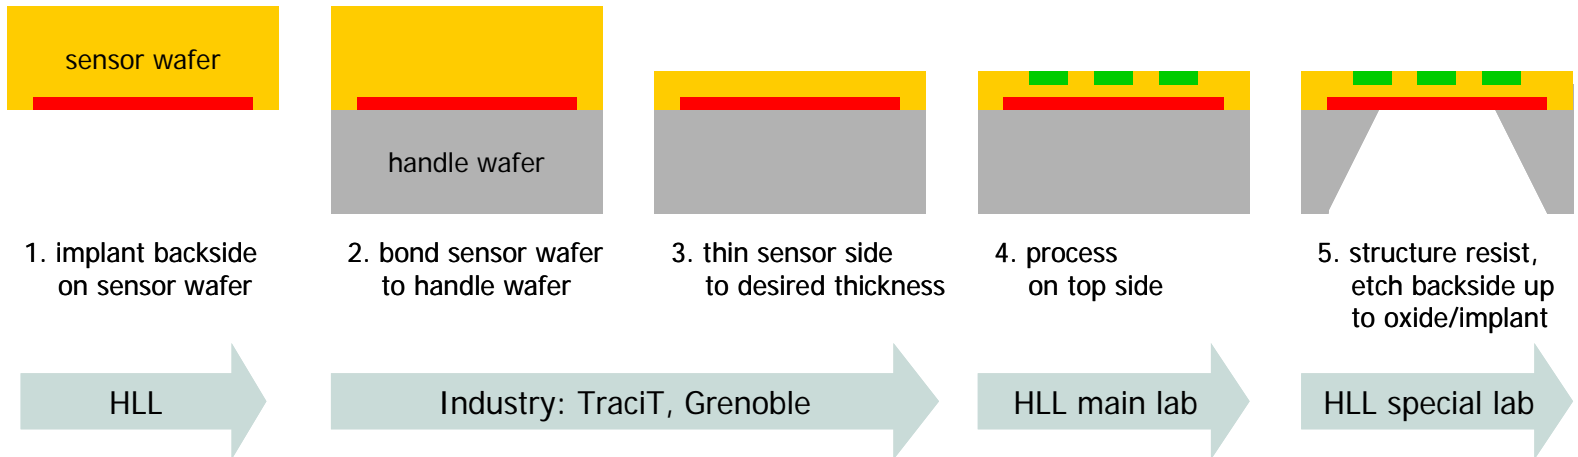 sensor wafer
handle wafer
1. implant backside
on sensor wafer
2. bond sensor wafer
to handle wafer
3. thin sensor side
to desired thickness
4. process
on top side
5. structure resist,
etch backside up
to oxide/implant
HLL
Industry: TraciT, Grenoble
HLL main lab
HLL special lab